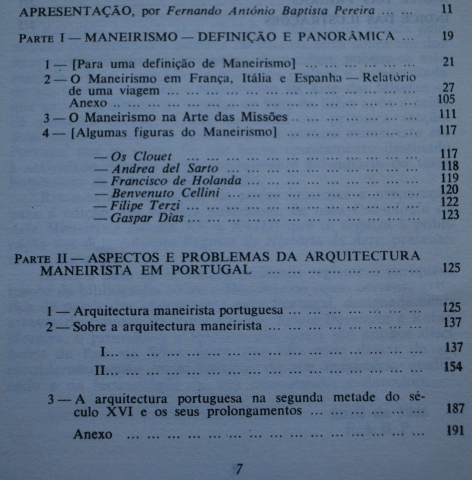 APRESENTAÇÃO, por Fernando António Baptista Pereira ... ... 11
PARTE I — MANEIRISMO — DEFINIÇÃO E PANORÂMICA ... 19
1 — [Para uma definição de Maneirismo] ... ... ... ... ... 21
2 — O Maneirismo em França, Itália e Espanha — Relatório
de uma viagem ... ... ... ... ... ... ... ... ... ... 27
Anexo ... ... ... ... ... ... ... ... ... ... ... ... 105
3 — O Maneirismo na Arte das Missões ... ... ... ... ... 111
4 — [Algumas figuras do Maneirismo] ... ... ... ... ... 117
— Os Clouet ... ... ... ... ... ... ... ... ... ... 117
— Andrea del Sarto ... ... ... ... ... ... ... ... 118
— Francisco de Holanda ... ... ... ... ... ... ... 119
— Benvenuto Cellini ... ... ... ... ... ... ... ... 120
— Filipe Terzi ... ... ... ... ... ... ... ... ... 122
— Gaspar Dias ... ... ... ... ... ... ... ... ... 123
PARTE II — ASPECTOS E PROBLEMAS DA ARQUITECTURA
MANEIRISTA EM PORTUGAL ... ... ... ... ... ... 125
1 — Arquitectura maneirista portuguesa ... ... ... ... ... 125
2 — Sobre a arquitectura maneirista ... ... ... ... ... ... 137
I... ... ... ... ... ... ... ... ... ... ... ... 137
II... ... ... ... ... ... ... ... ... ... ... ... 154
3 — A arquitectura portuguesa na segunda metade do sé-
culo XVI e os seus prolongamentos ... ... ... ... ... 187
Anexo ... ... ... ... ... ... ... ... ... ... ... ... 191
7